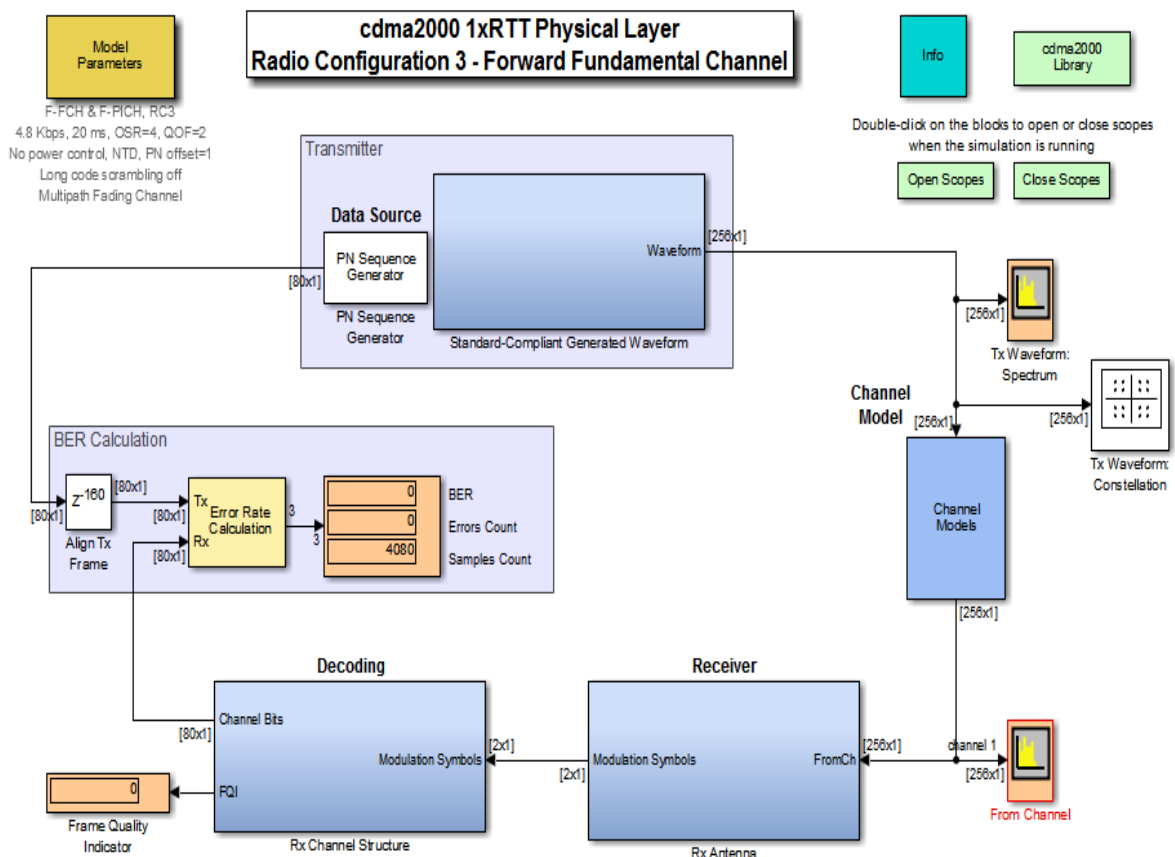 cdma2000 1xRTT Physical Layer
Radio Configuration 3 - Forward Fundamental Channel
Model
Parameters
F-FCH & F-PICH, RC3
4.8 Kbps, 20 ms, OSR=4, QOF=2
No power control, NTD, PN offset=1
Long code scrambling off
Multipath Fading Channel
Info
cdma2000
Library
Double-click on the blocks to open or close scopes
when the simulation is running
Open Scopes
Close Scopes
Transmitter
Data Source
PN Sequence
Generator
[80x1]
PN Sequence
Generator
Waveform
[256x1]
Standard-Compliant Generated Waveform
[256x1]
Tx Waveform:
Spectrum
Channel
Model
[256x1]
[256x1]
Tx Waveform:
Constellation
Channel
Models
[256x1]
BER Calculation
[80x1]
Z-160
[80x1]
Align Tx
Frame
[80x1]
Tx
Rx
Error Rate
Calculation
[80x1]
3
3
0
BER
0
Errors Count
4080
Samples Count
Decoding
Channel Bits
[80x1]
Modulation Symbols
[2x1]
FQI
Rx Channel Structure
0
Frame Quality
Indicator
Receiver
Modulation Symbols
[2x1]
FromCh
[256x1]
Rx Antenna
channel 1
[256x1]
From Channel